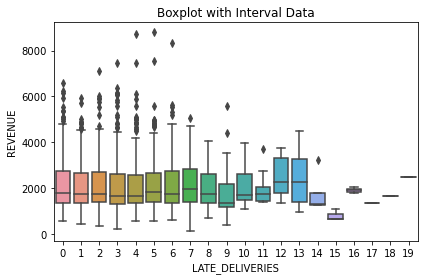 Boxplot with Interval Data
8000
6000
4000
2000
0
REVENUE
0 1 2 3 4 5 6 7 8 9 10 11 12 13 14 15 16 17 18 19
LATE_DELIVERIES